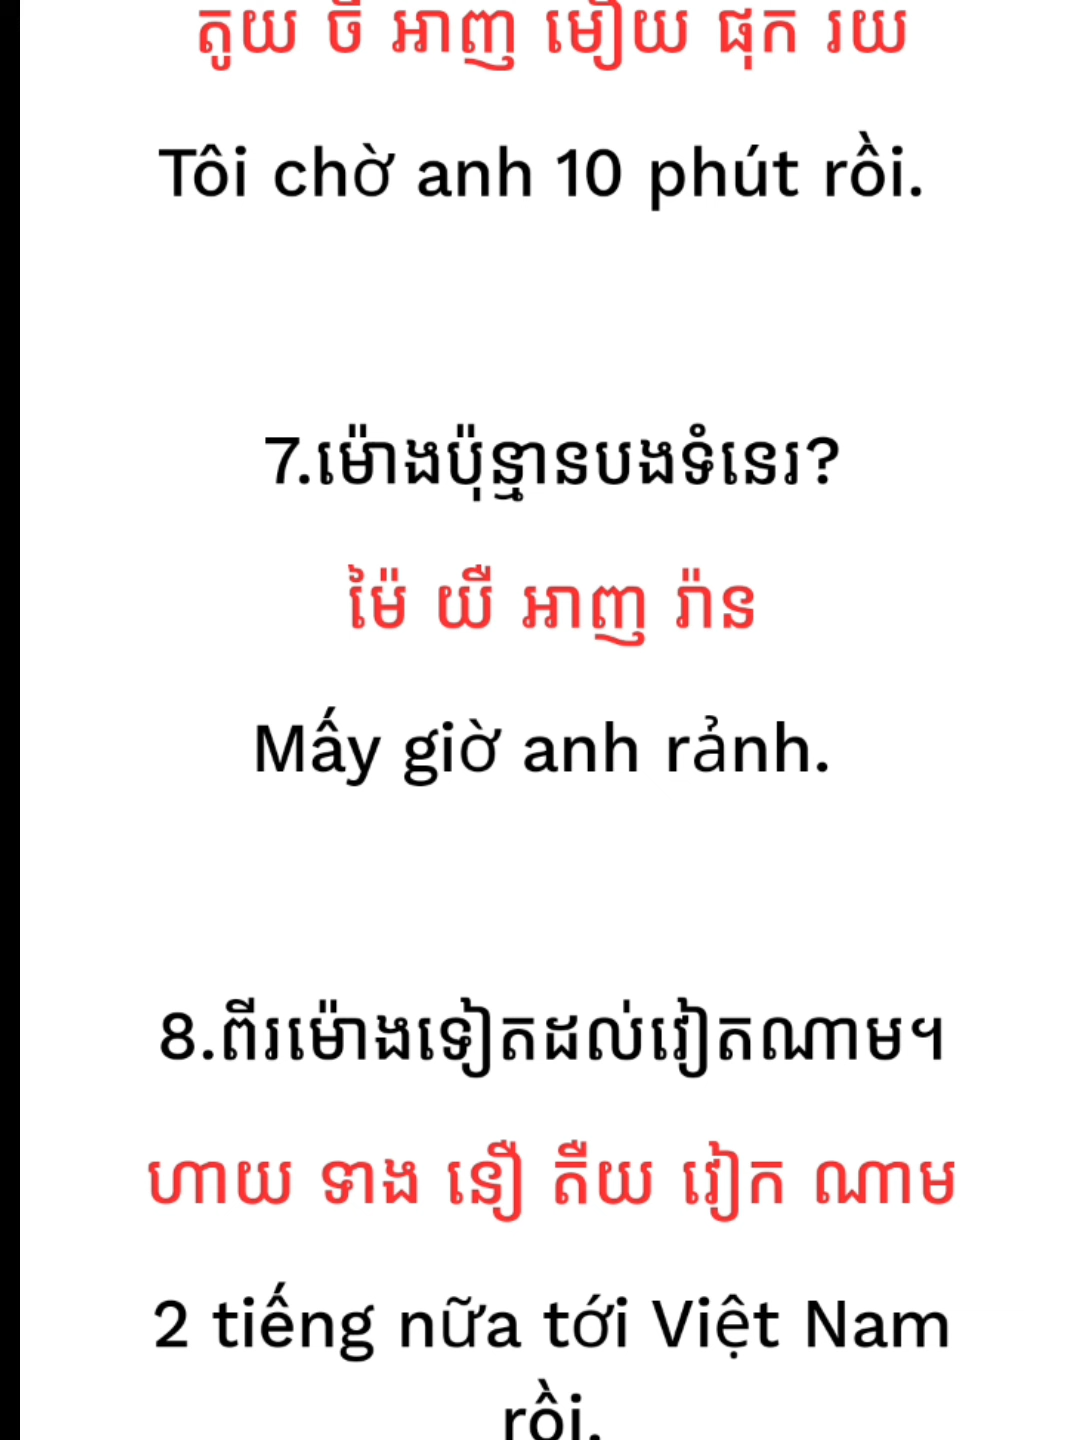 តូយ ចឺ អាញ មឿយ ផុក រយ
Tôi chờ anh 10 phút rồi.
7.ម៉ោងប៉ុន្មានបងទំនេរ?
ម៉ៃ យឺ អាញ រ៉ាន
Mấy giờ anh rảnh.
8.ពីរម៉ោងទៀតដល់វៀតណាម។
ហាយ ទាង នឿ តឺយ វៀក ណាម
2 tiếng nữa tới Việt Nam
rồi.